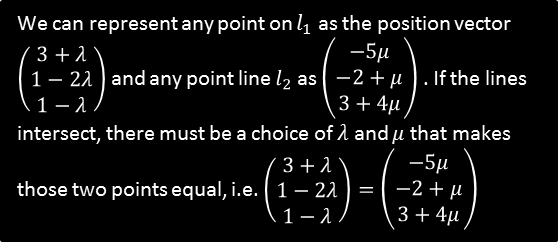 We can represent any point on 𝑙₁ as the position vector
(3 + 𝜆
1 − 2𝜆
1 − 𝜆) and any point line 𝑙₂ as (−5𝜇
−2 + 𝜇
3 + 4𝜇). If the lines
intersect, there must be a choice of 𝜆 and 𝜇 that makes
those two points equal, i.e. (3 + 𝜆
1 − 2𝜆
1 − 𝜆) = (−5𝜇
−2 + 𝜇
3 + 4𝜇)